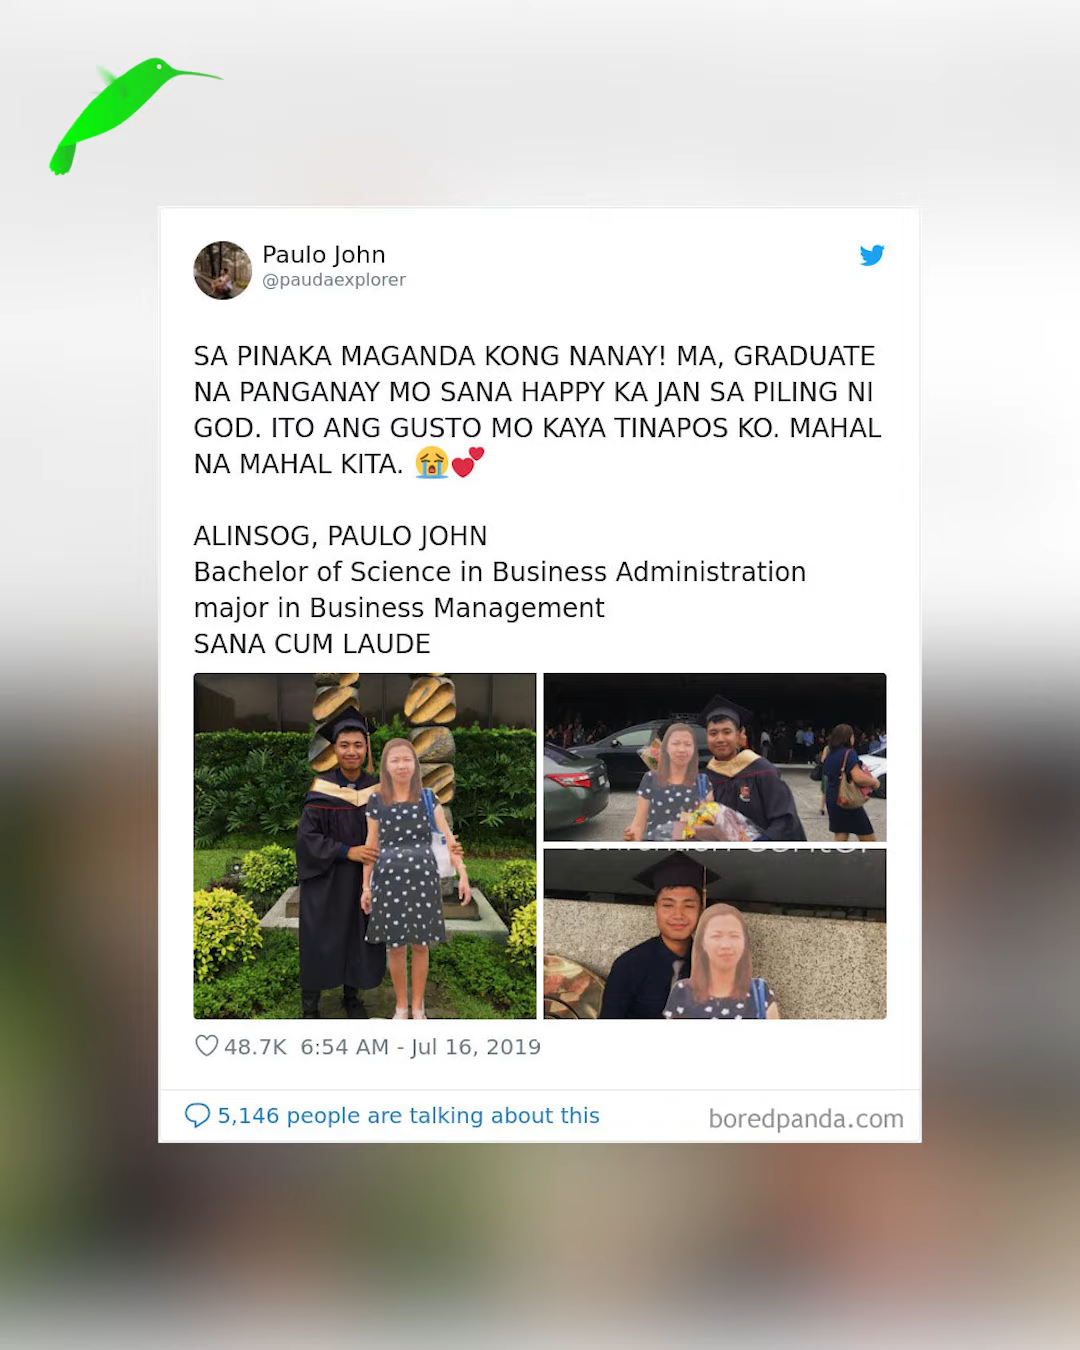 Paulo John
@paudaexplorer
SA PINAKA MAGANDA KONG NANAY! MA, GRADUATE
NA PANGANAY MO SANA HAPPY KA JAN SA PILING NI
GOD. ITO ANG GUSTO MO KAYA TINAPOS KO. MAHAL
NA MAHAL KITA. 😭💕
ALINSOG, PAULO JOHN
Bachelor of Science in Business Administration
major in Business Management
SANA CUM LAUDE
48.7K 6:54 AM - Jul 16, 2019
5,146 people are talking about this
boredpanda.com